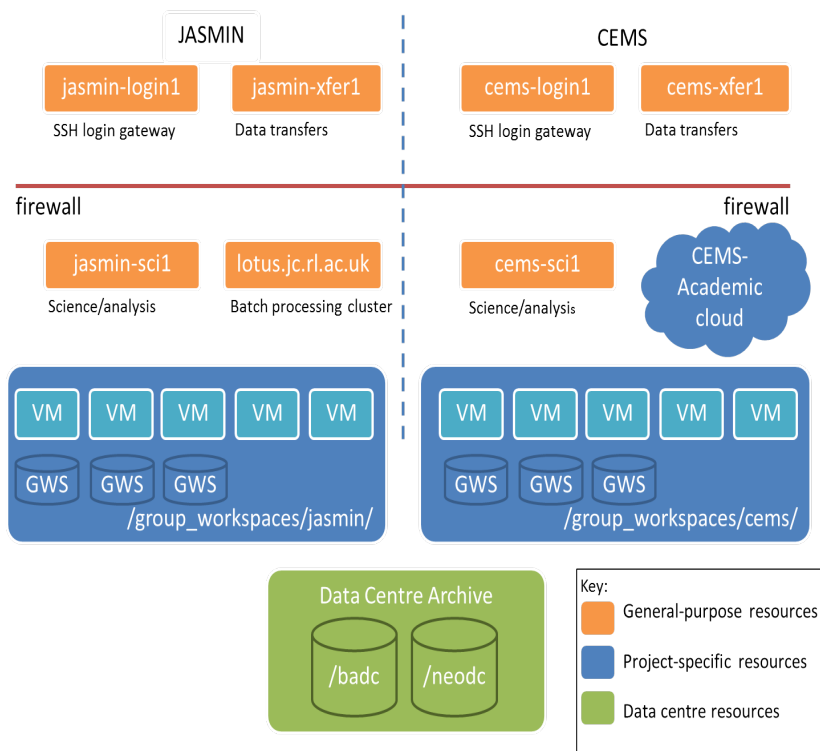 JASMIN
CEMS
jasmin-login1
jasmin-xfer1
cems-login1
cems-xfer1
SSH login gateway
Data transfers
SSH login gateway
Data transfers
firewall
firewall
jasmin-sci1
lotus.jc.rl.ac.uk
cems-sci1
CEMS-
Academic
cloud
Science/analysis
Batch processing cluster
Science/analysis
VM
VM
VM
VM
VM
VM
VM
VM
VM
VM
GWS
GWS
GWS
GWS
GWS
GWS
/group_workspaces/jasmin/
/group_workspaces/cems/
Data Centre Archive
/badc
/neodc
Key:
General-purpose resources
Project-specific resources
Data centre resources